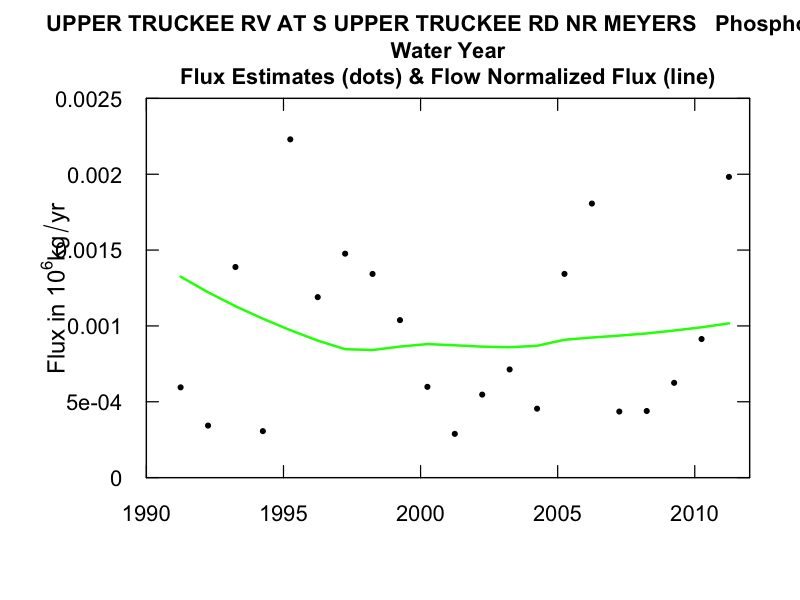 UPPER TRUCKEE RV AT S UPPER TRUCKEE RD NR MEYERS Phospho
Water Year
Flux Estimates (dots) & Flow Normalized Flux (line)
Flux in 10⁶kg/yr
0.0025
0.002
0.0015
0.001
5e-04
0
1990 1995 2000 2005 2010